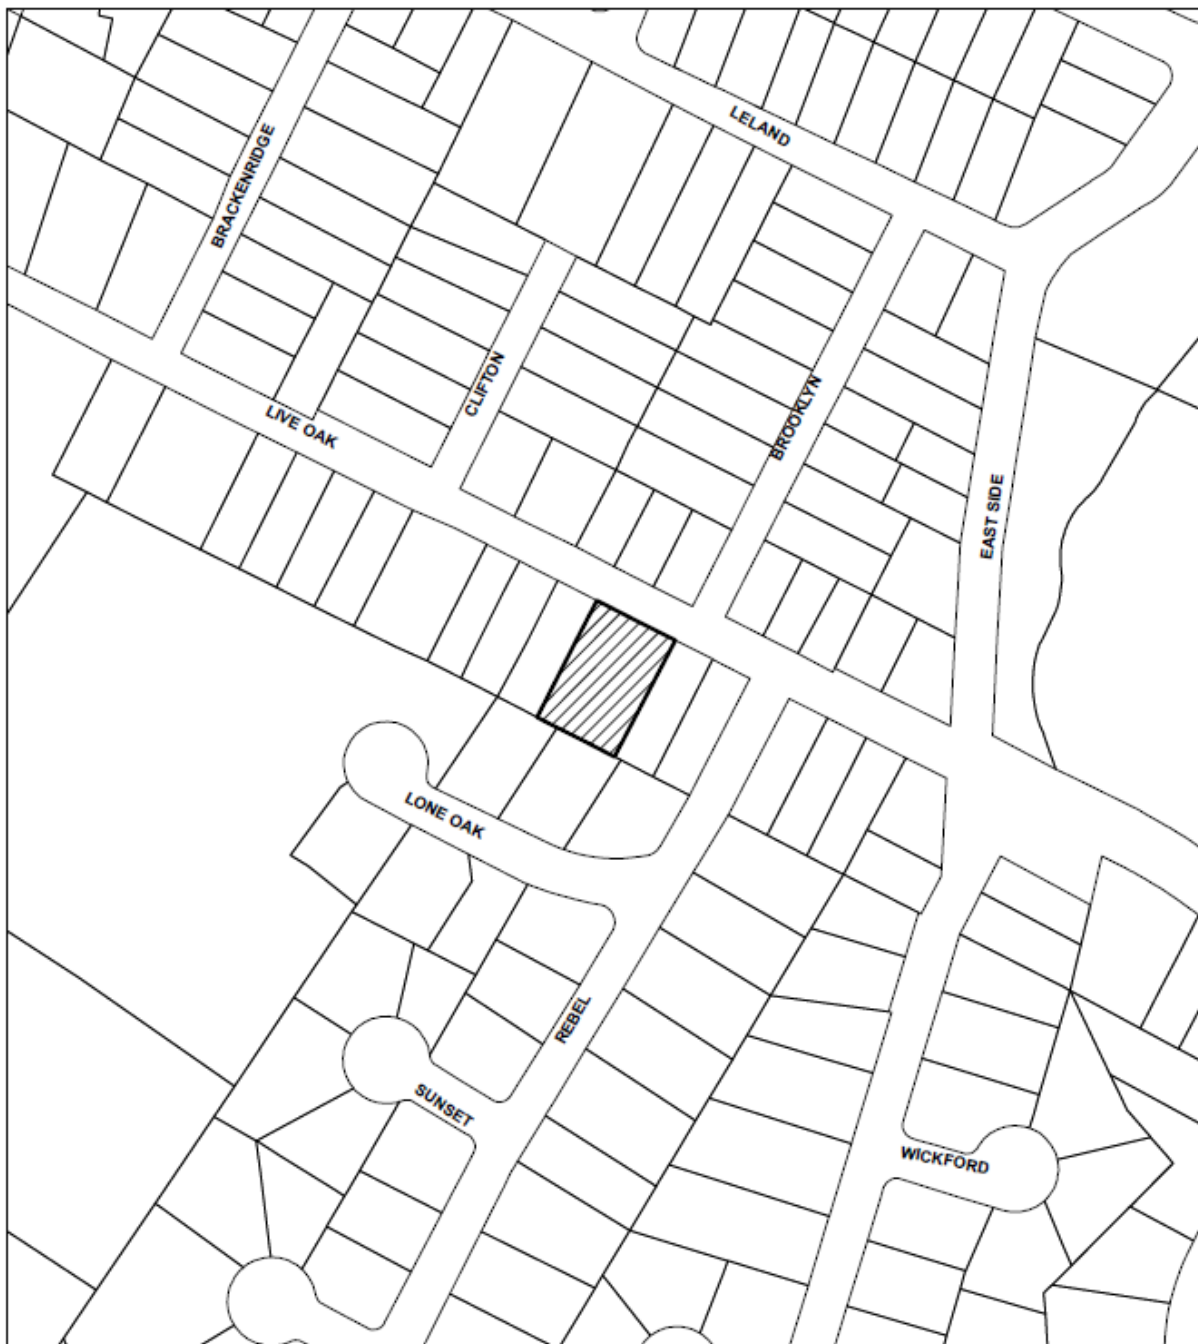 LELAND
BRACKENRIDGE
CLIFTON
BROOKLYN
LIVE OAK
EAST SIDE
LONE OAK
REBEL
SUNSET
WICKFORD